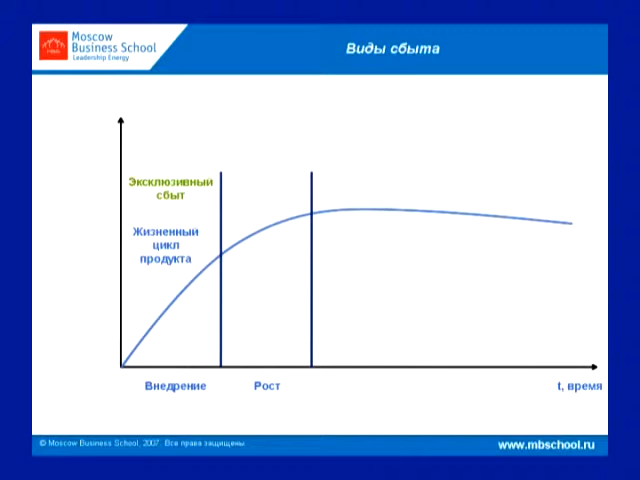 Moscow
Business School
Leadership Energy
Виды сбыта
Эксклюзивный
сбыт
Жизненный
цикл
продукта
Внедрение Рост t, время
© Moscow Business School, 2007. Все права защищены
www.mbschool.ru